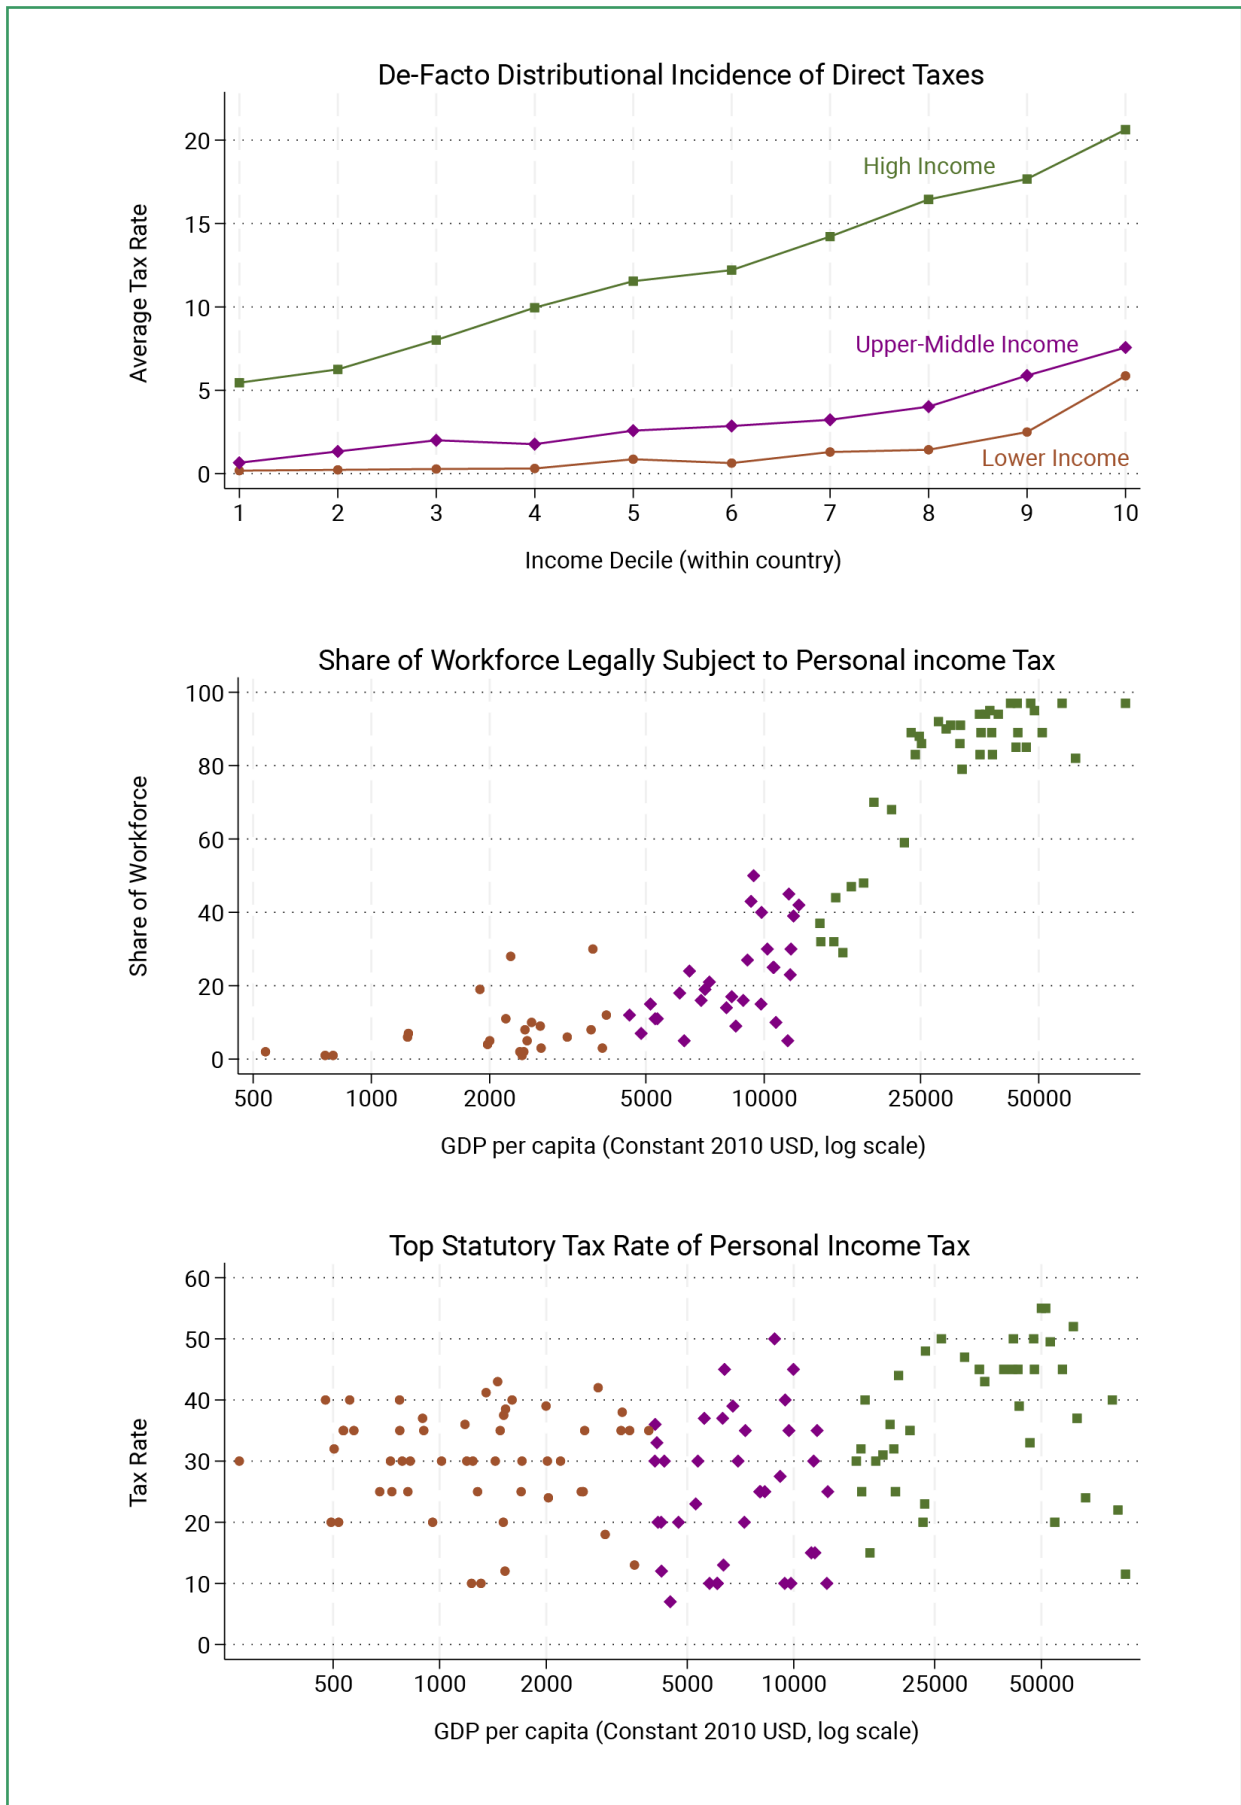 De-Facto Distributional Incidence of Direct Taxes
Average Tax Rate
20
15
10
5
0
High Income
Upper-Middle Income
Lower Income
1 2 3 4 5 6 7 8 9 10
Income Decile (within country)
Share of Workforce Legally Subject to Personal income Tax
Share of Workforce
100
80
60
40
20
0
500 1000 2000 5000 10000 25000 50000
GDP per capita (Constant 2010 USD, log scale)
Top Statutory Tax Rate of Personal Income Tax
Tax Rate
60
50
40
30
20
10
0
500 1000 2000 5000 10000 25000 50000
GDP per capita (Constant 2010 USD, log scale)